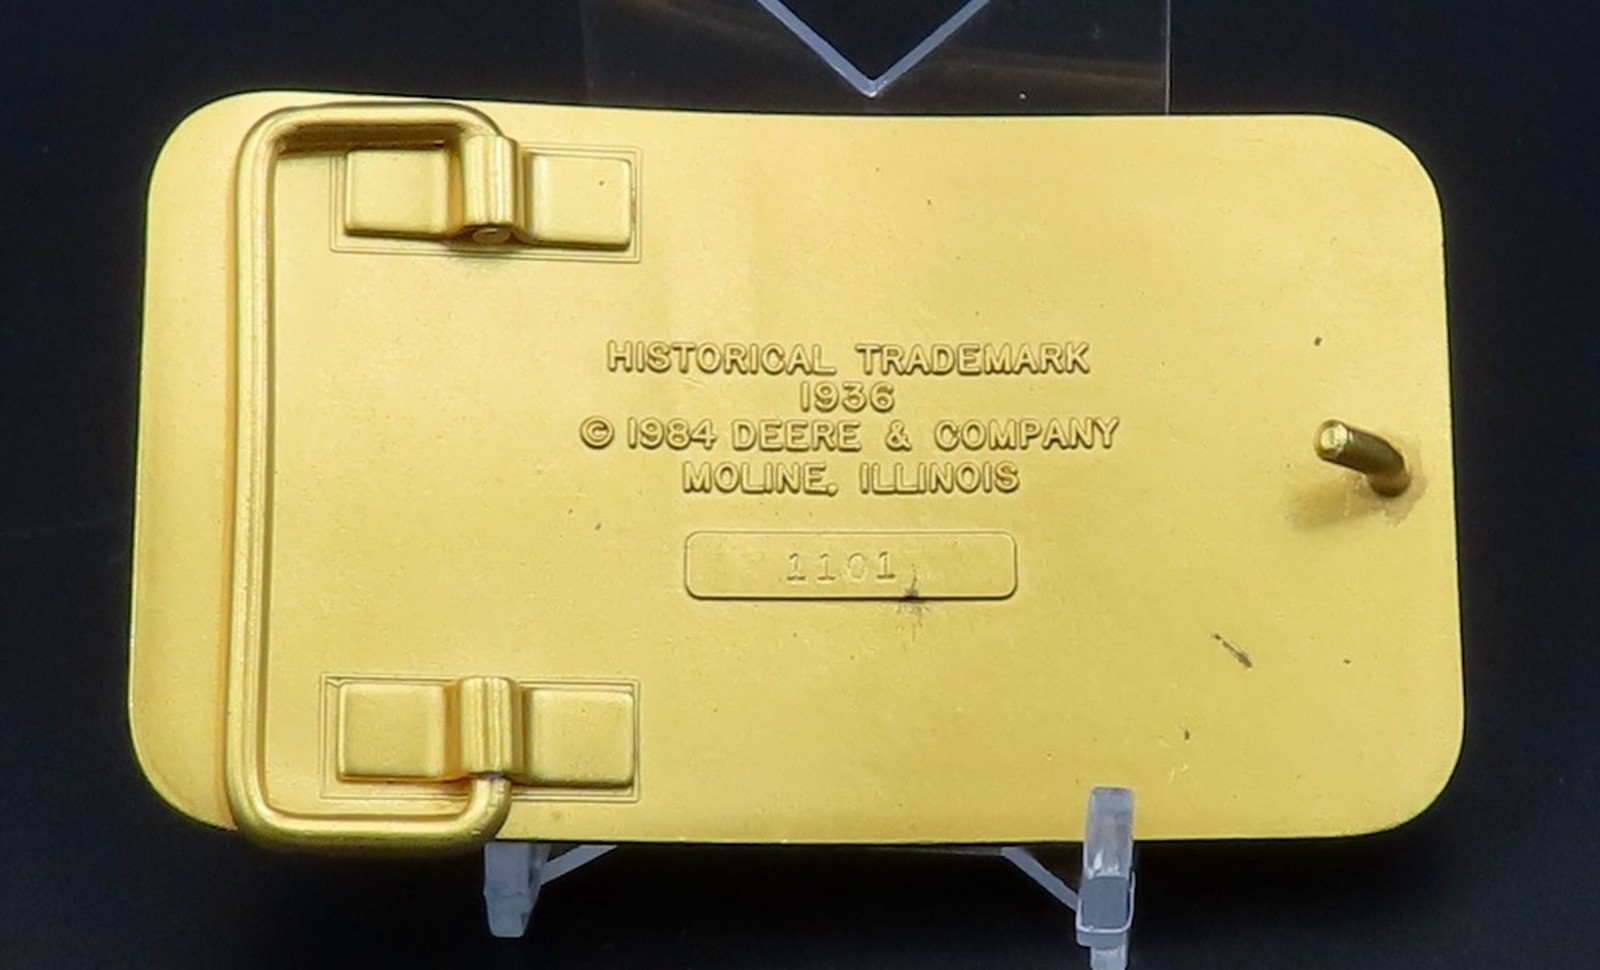 HISTORICAL TRADEMARK
1936
© 1984 DEERE & COMPANY
MOLINE, ILLINOIS
1101